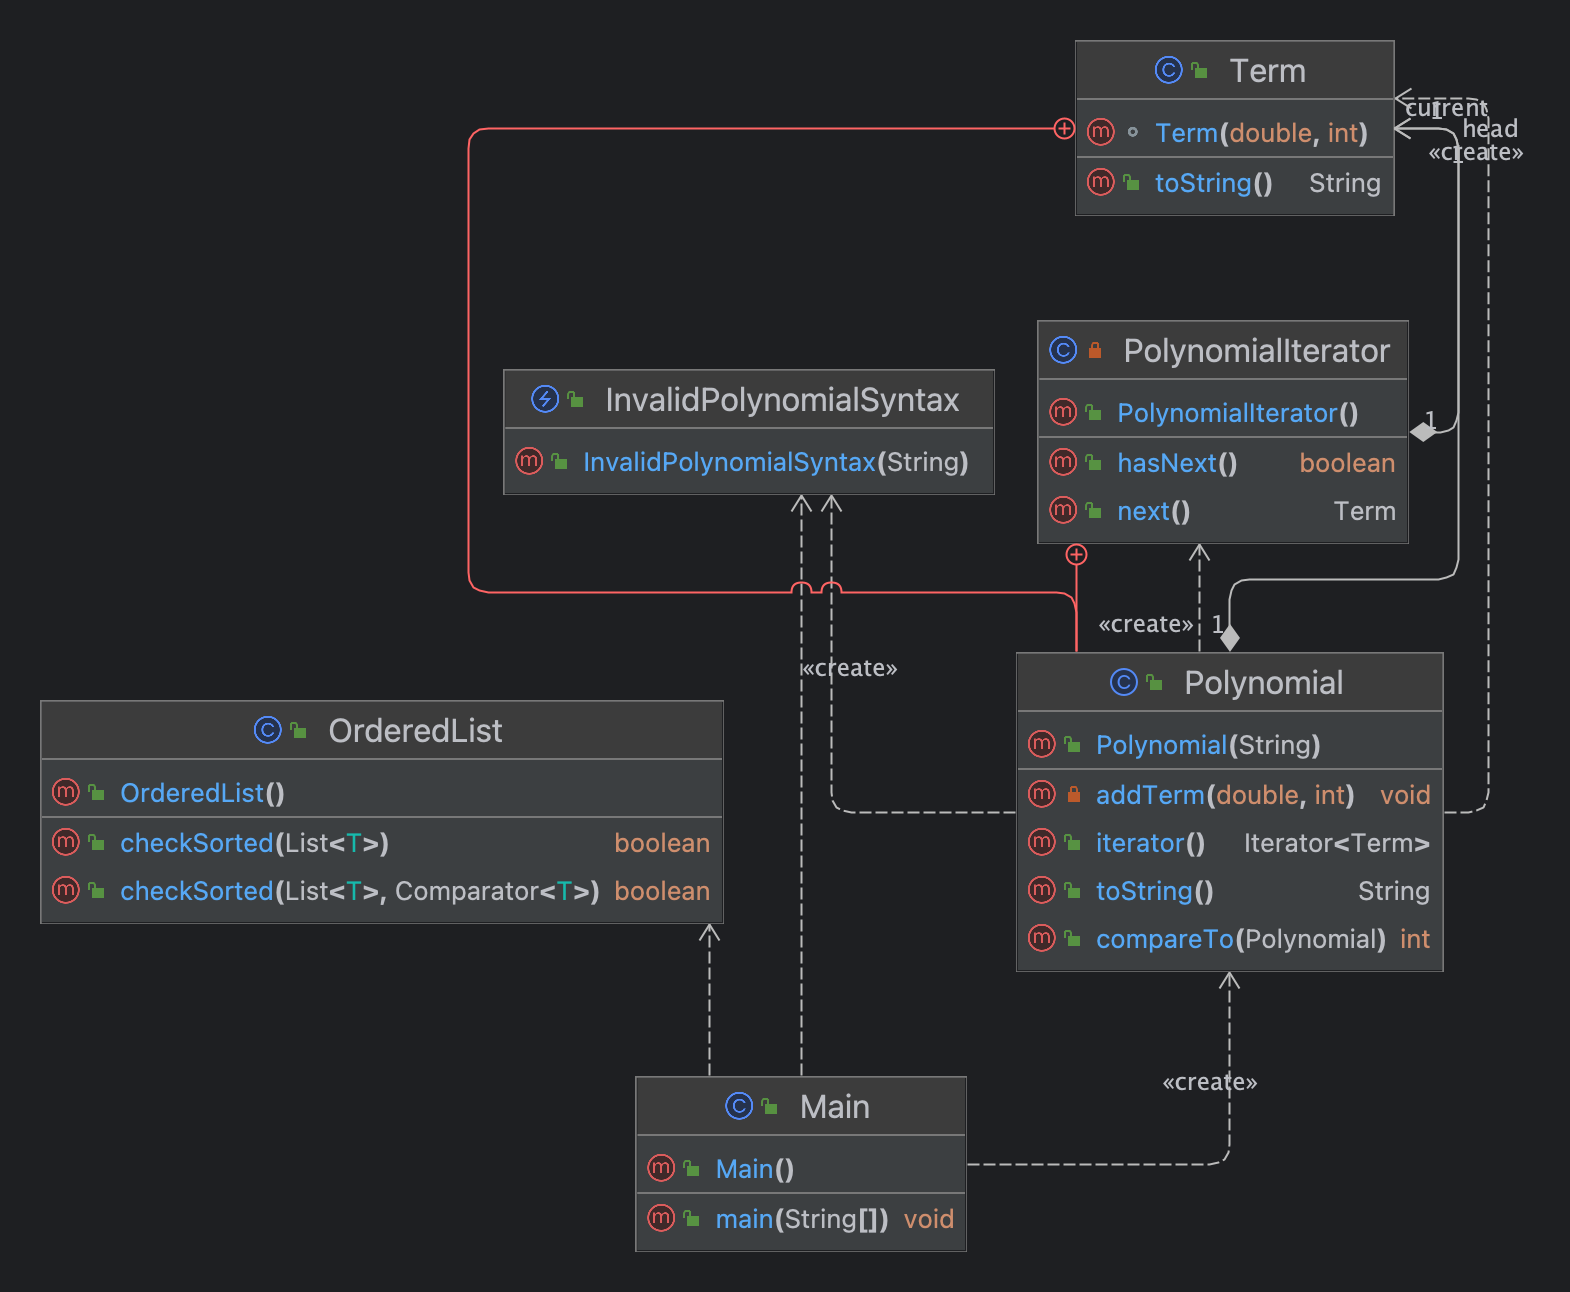 Term
Term(double, int)
toString() String
current
1
head
«create»
1
PolynomialIterator
PolynomialIterator()
hasNext() boolean
next() Term
1
InvalidPolynomialSyntax
InvalidPolynomialSyntax(String)
«create»
1
«create»
Polynomial
Polynomial(String)
addTerm(double, int) void
iterator() Iterator<Term>
toString() String
compareTo(Polynomial) int
OrderedList
OrderedList()
checkSorted(List<T>) boolean
checkSorted(List<T>, Comparator<T>) boolean
«create»
Main
Main()
main(String[]) void